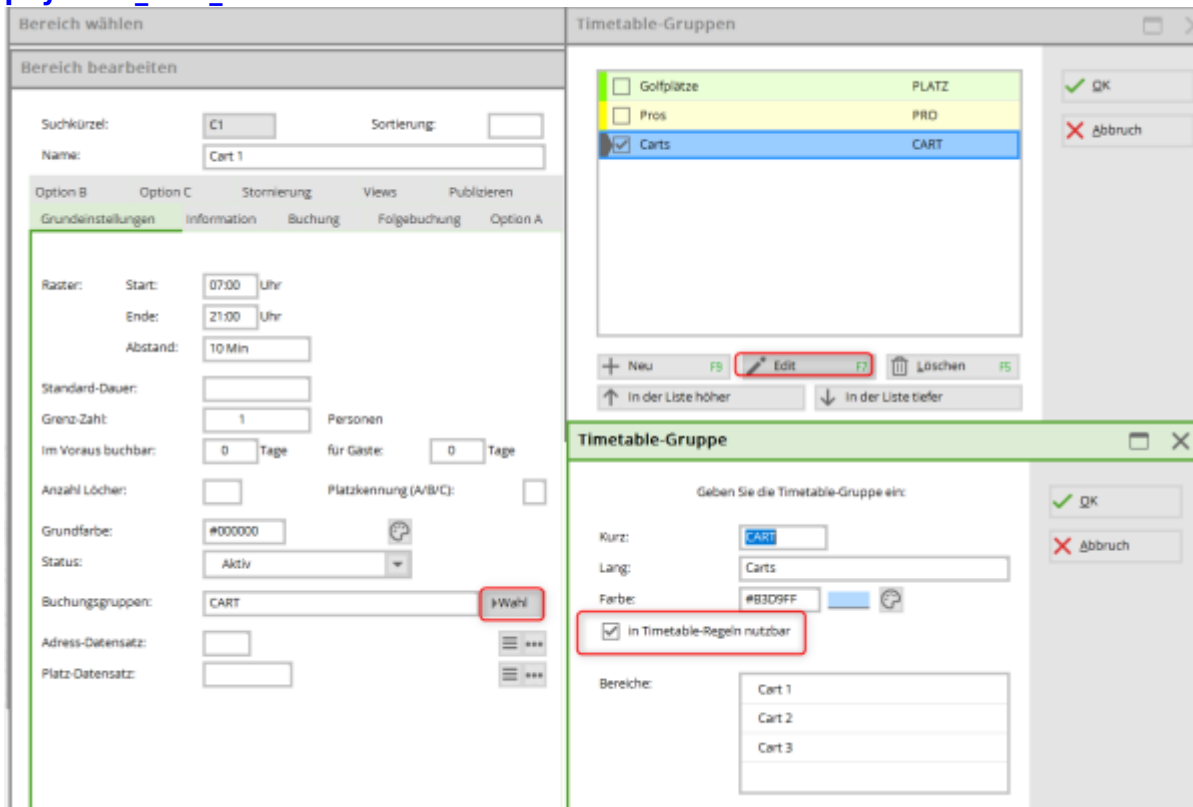 Bereich wählen
Bereich bearbeiten
Suchkürzel: C1 Sortierung:
Name: Cart 1
Option B Option C Stornierung Views Publizieren
Grundeinstellungen Information Buchung Folgebuchung Option A
Raster: Start: 07:00 Uhr
Ende: 21:00 Uhr
Abstand: 10 Min
Standard-Dauer:
Grenz-Zahl: 1 Personen
Im Voraus buchbar: 0 Tage für Gäste: 0 Tage
Anzahl Löcher: Platzkennung (A/B/C):
Grundfarbe: #000000
Status: Aktiv
Buchungsgruppen: CART Wahl
Adress-Datensatz:
Platz-Datensatz:
Timetable-Gruppen
Golfplätze PLATZ
Pros PRO
Carts CART
OK
Abbruch
Neu F9 Edit F7 Löschen F5
In der Liste höher In der Liste tiefer
Timetable-Gruppe
Geben Sie die Timetable-Gruppe ein:
Kurz: CART
Lang: Carts
Farbe: #B3D9FF
in Timetable-Regeln nutzbar
Bereiche: Cart 1
Cart 2
Cart 3
OK
Abbruch